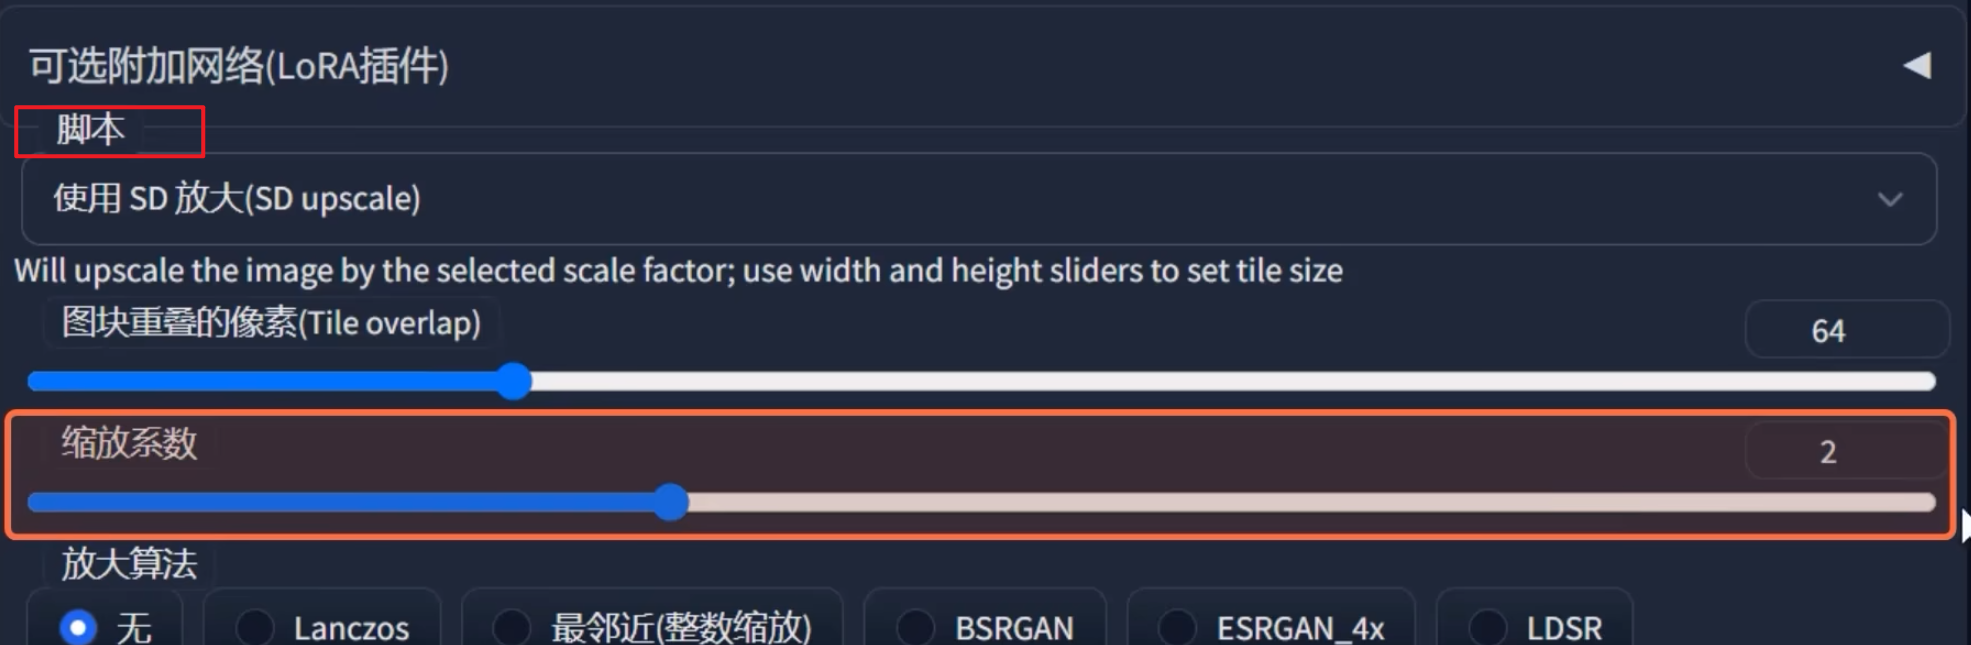 可选附加网络(LoRA插件)
脚本
使用 SD 放大(SD upscale)
Will upscale the image by the selected scale factor; use width and height sliders to set tile size
图块重叠的像素(Tile overlap)
64
缩放系数
2
放大算法
无 Lanczos 最邻近(整数缩放) BSRGAN ESRGAN_4x LDSR